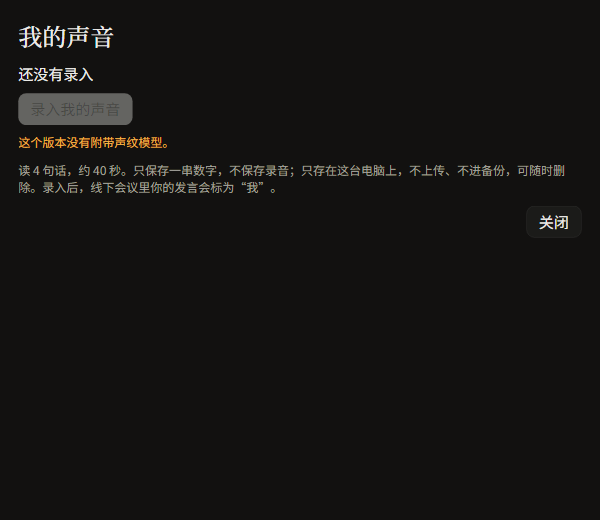 我的声音
还没有录入
录入我的声音
这个版本没有附带声纹模型。
读 4 句话，约 40 秒。只保存一串数字，不保存录音；只存在这台电脑上，不上传、不进备份，可随时删
除。录入后，线下会议里你的发言会标为“我”。
关闭